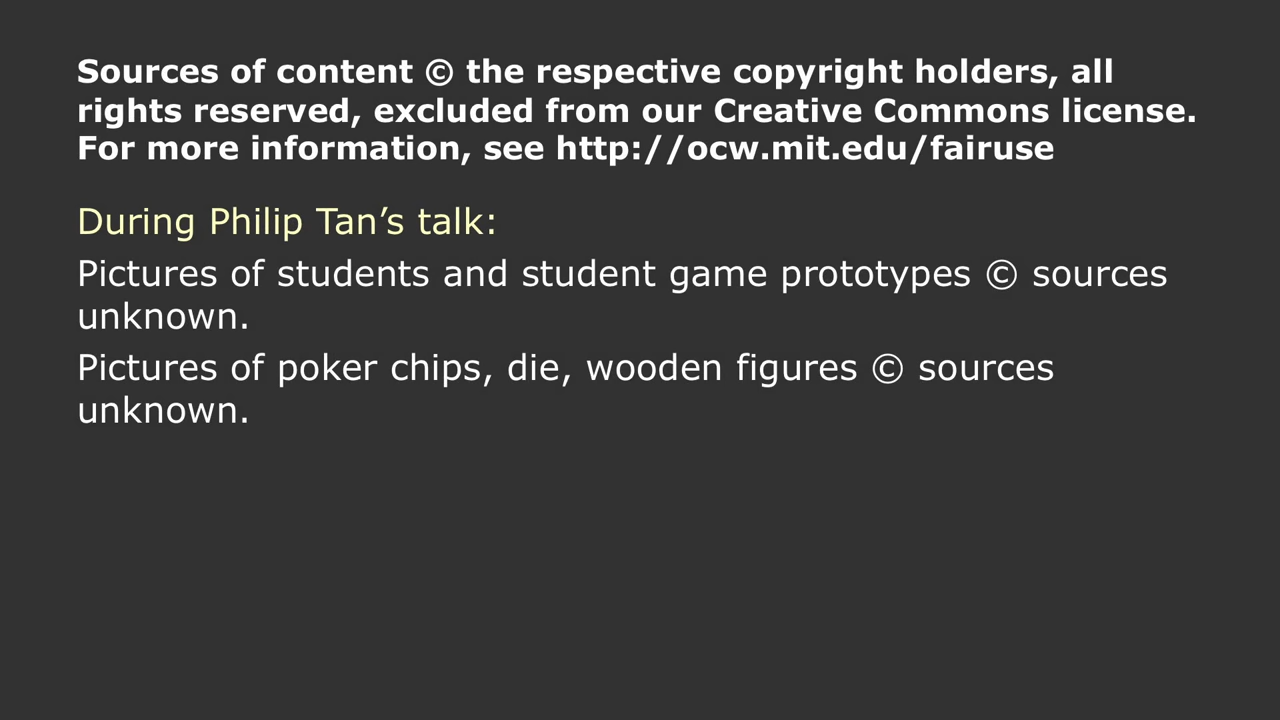 Sources of content © the respective copyright holders, all
rights reserved, excluded from our Creative Commons license.
For more information, see http://ocw.mit.edu/fairuse
During Philip Tan’s talk:
Pictures of students and student game prototypes © sources
unknown.
Pictures of poker chips, die, wooden figures © sources
unknown.